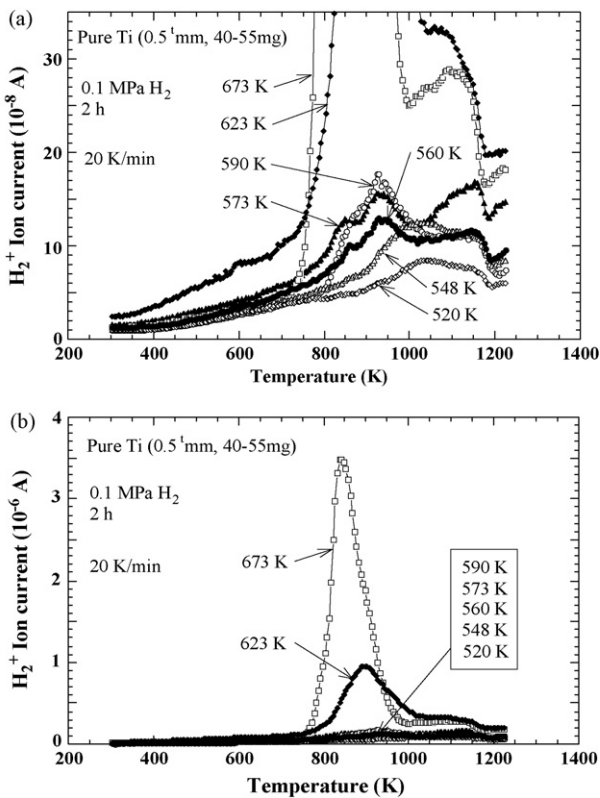 (a)
Pure Ti (0.5 ᵗmm, 40-55mg)
0.1 MPa H₂
2 h
20 K/min
673 K
623 K
590 K
573 K
560 K
548 K
520 K
H₂⁺ Ion current (10⁻⁸ A)
30
20
10
0
200 400 600 800 1000 1200 1400
Temperature (K)
(b)
Pure Ti (0.5 ᵗmm, 40-55mg)
0.1 MPa H₂
2 h
20 K/min
673 K
623 K
590 K
573 K
560 K
548 K
520 K
H₂⁺ Ion current (10⁻⁶ A)
4
3
2
1
0
200 400 600 800 1000 1200 1400
Temperature (K)